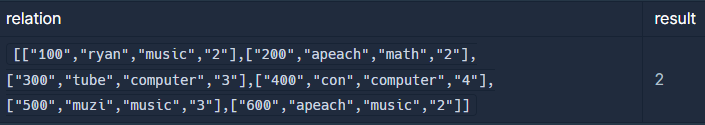 relation result
[["100","ryan","music","2"],["200","apeach","math","2"],
["300","tube","computer","3"],["400","con","computer","4"],
["500","muzi","music","3"],["600","apeach","music","2"]]
2